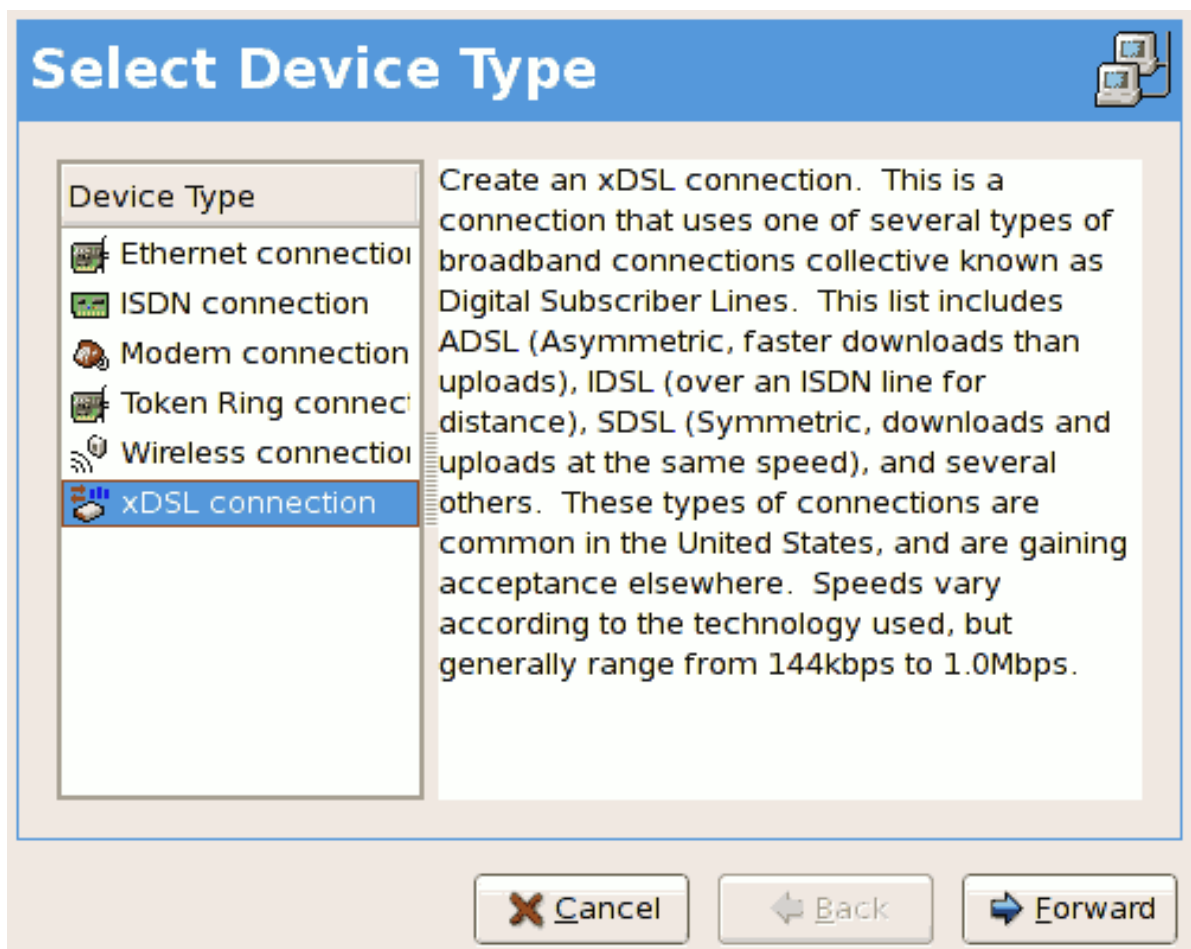 Select Device Type
Device Type
Ethernet connection
ISDN connection
Modem connection
Token Ring connect
Wireless connection
xDSL connection
Create an xDSL connection.  This is a
connection that uses one of several types of
broadband connections collective known as
Digital Subscriber Lines.  This list includes
ADSL (Asymmetric, faster downloads than
uploads), IDSL (over an ISDN line for
distance), SDSL (Symmetric, downloads and
uploads at the same speed), and several
others.  These types of connections are
common in the United States, and are gaining
acceptance elsewhere.  Speeds vary
according to the technology used, but
generally range from 144kbps to 1.0Mbps.
Cancel
Back
Forward